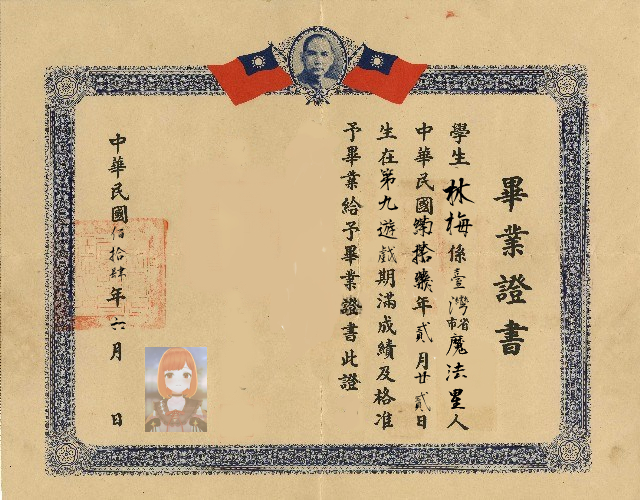 畢業證書
學生林梅係臺灣省市魔法星人
中華民國拾年貳月廿貳日
生在第九遊戲期滿成績及格准
予畢業給予畢業證書此證
中華民國佰拾肆年六月 日